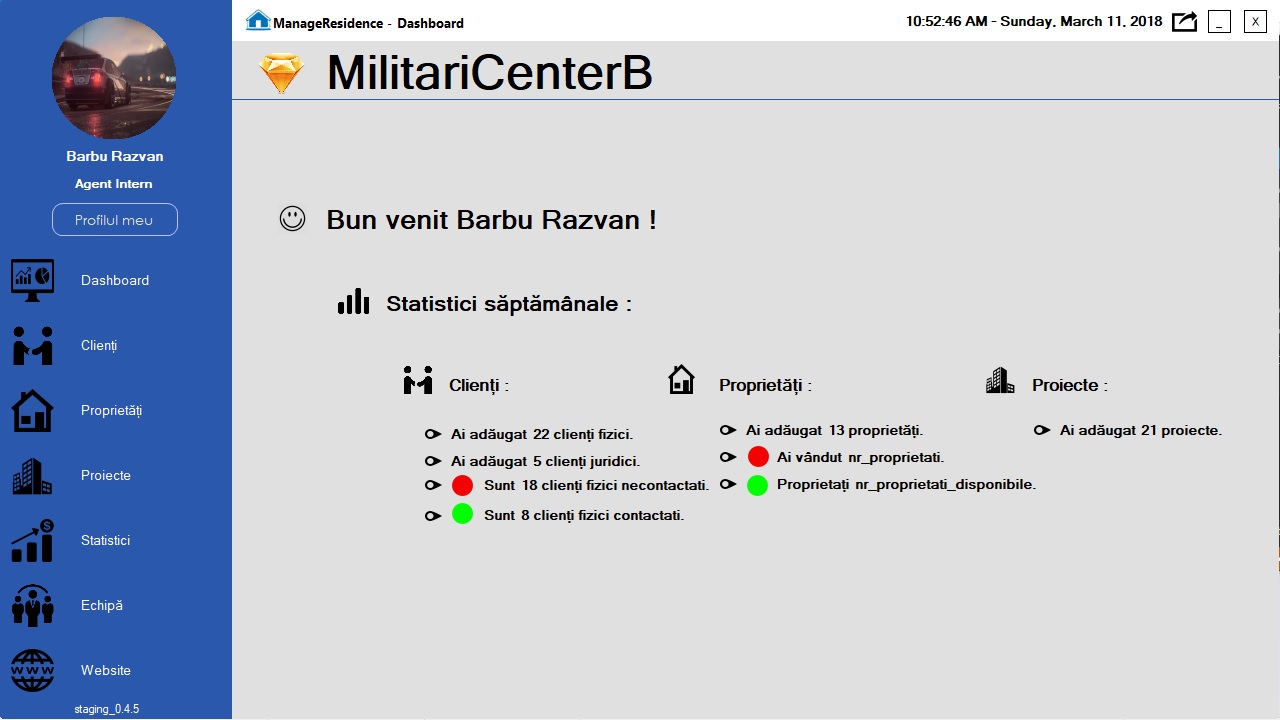 Barbu Razvan
Agent Intern
Profilul meu
Dashboard
Clienți
Proprietăți
Proiecte
Statistici
Echipă
Website
staging_0.4.5
ManageResidence - Dashboard
10:52:46 AM - Sunday, March 11, 2018
_
X
MilitariCenterB
Bun venit Barbu Razvan !
Statistici săptămânale :
Clienți :
Ai adăugat 22 clienți fizici.
Ai adăugat 5 clienți juridici.
Sunt 18 clienți fizici necontactati.
Sunt 8 clienți fizici contactati.
Proprietăți :
Ai adăugat 13 proprietăți.
Ai vândut nr_proprietati.
Proprietați nr_proprietati_disponibile.
Proiecte :
Ai adăugat 21 proiecte.